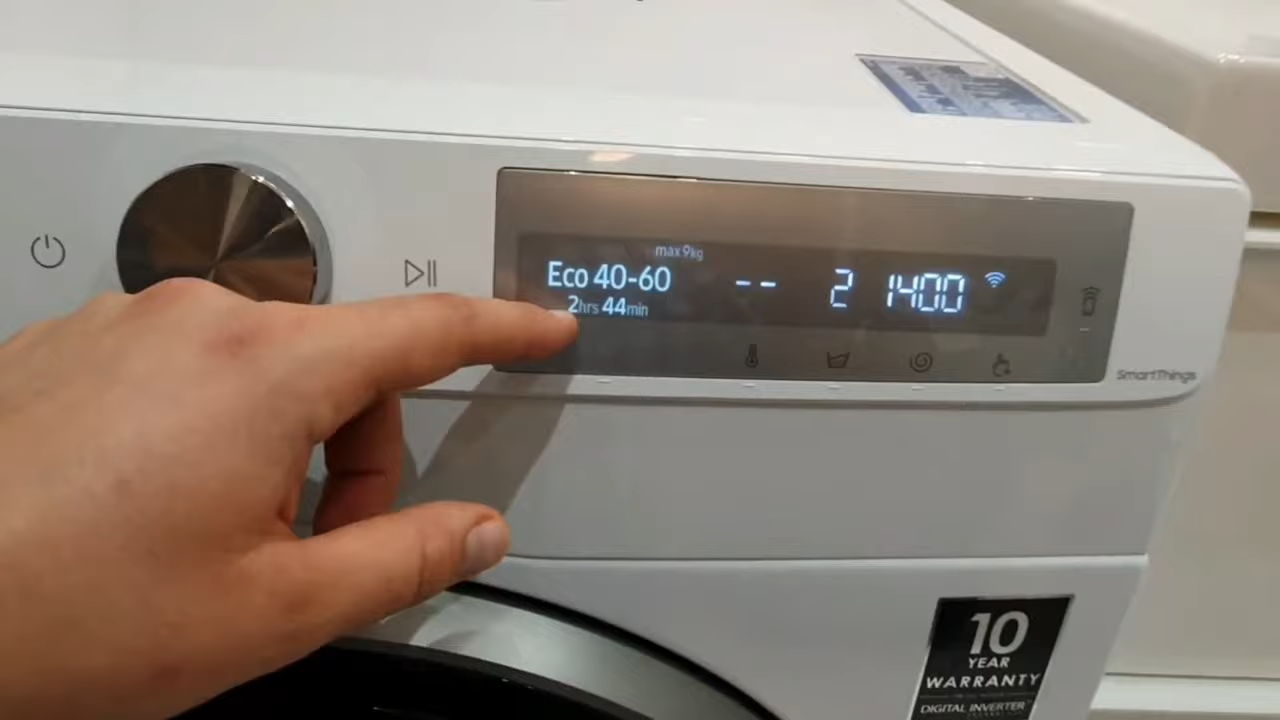 max 9kg
Eco 40-60 -- 2 1400
2hrs 44min
SmartThings
10
YEAR
WARRANTY
DIGITAL INVERTER